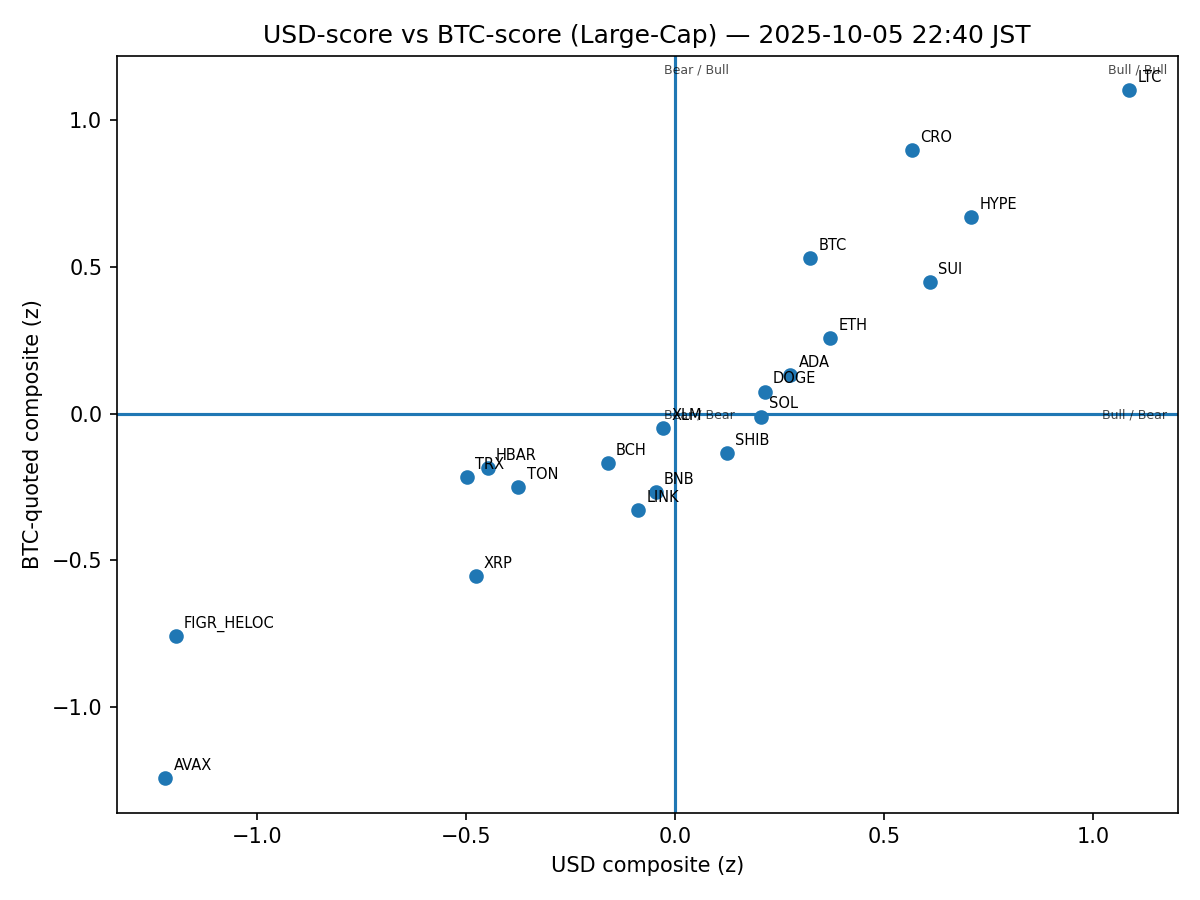 USD-score vs BTC-score (Large-Cap) — 2025-10-05 22:40 JST
Bear / Bull
Bull / Bull
LTC
1.0
CRO
HYPE
BTC
0.5
SUI
ETH
ADA
DOGE
SOL
0.0
XLM
Bear / Bear
Bull / Bear
SHIB
BCH
HBAR
TRX
TON
BNB
LINK
−0.5
XRP
FIGR_HELOC
−1.0
AVAX
−1.0
−0.5
0.0
0.5
1.0
USD composite (z)
BTC-quoted composite (z)